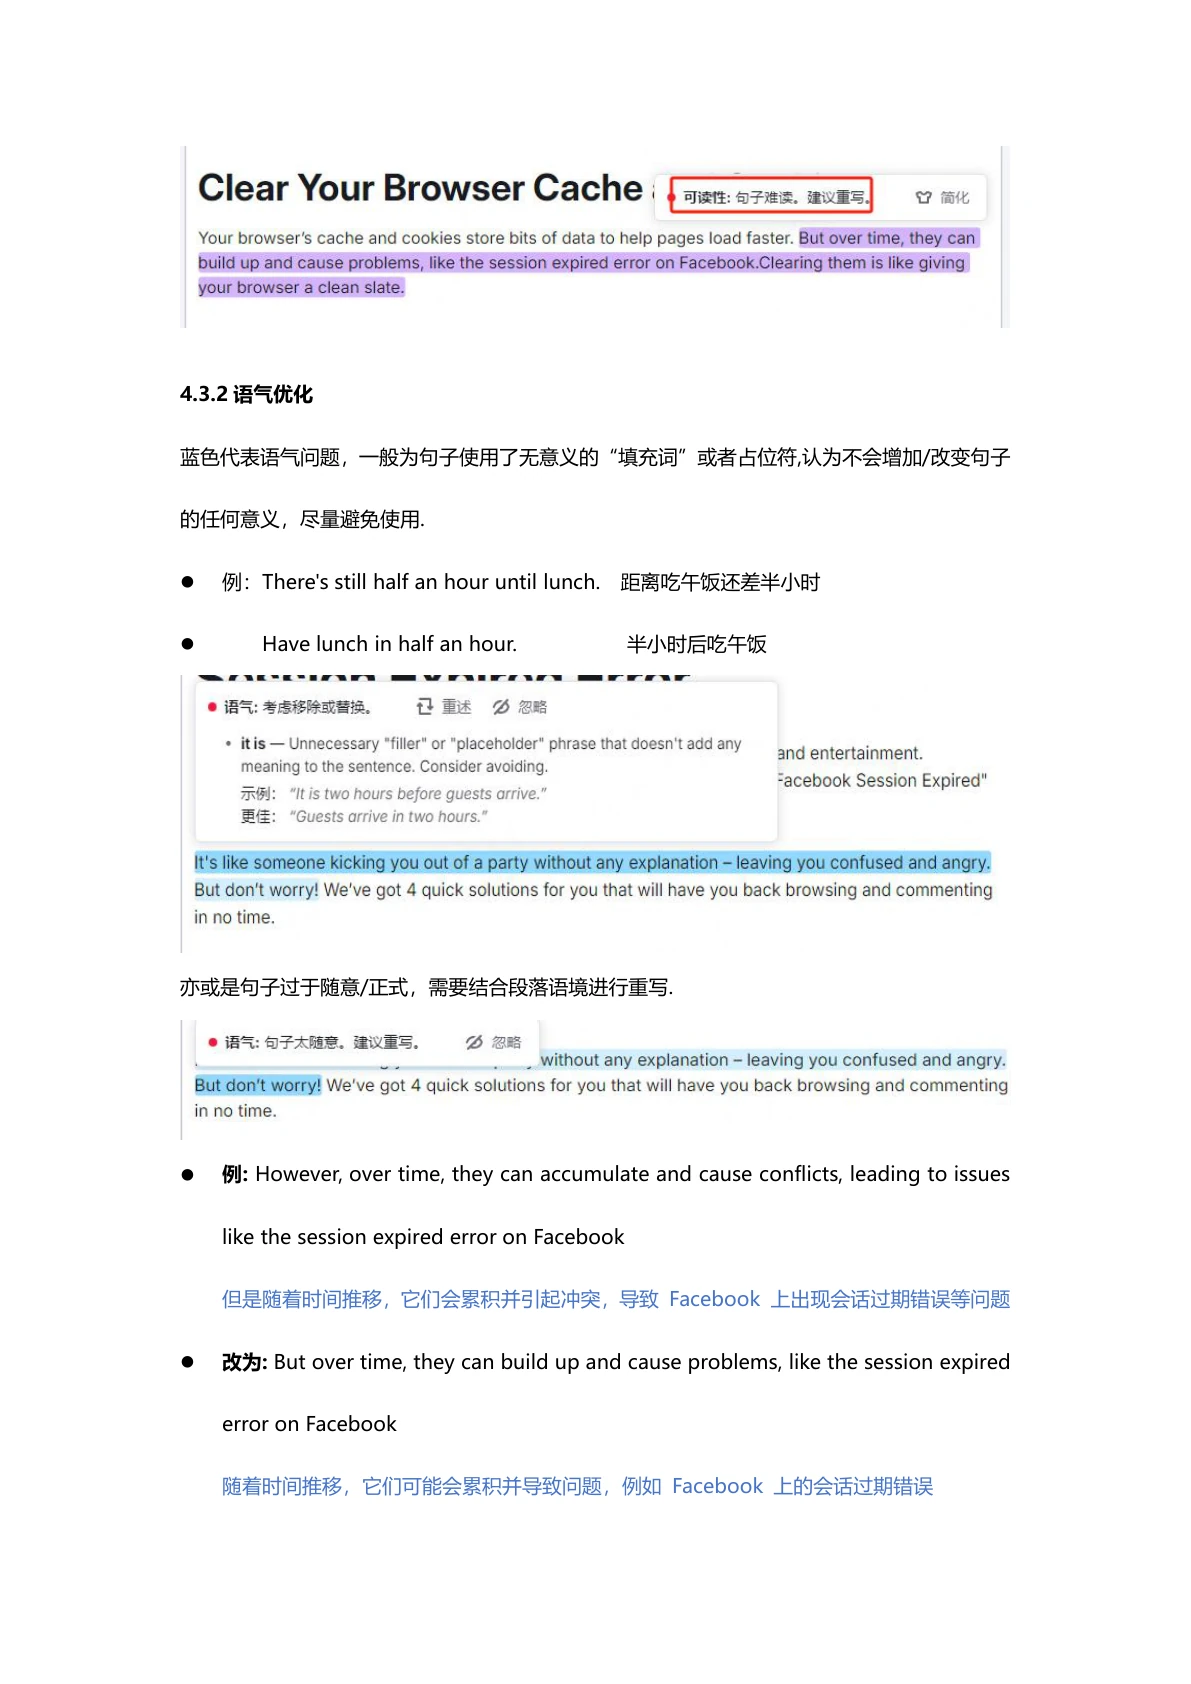 Clear Your Browser Cache
可读性: 句子难读。建议重写。 简化
Your browser's cache and cookies store bits of data to help pages load faster. But over time, they can
build up and cause problems, like the session expired error on Facebook.Clearing them is like giving
your browser a clean slate.
4.3.2 语气优化
蓝色代表语气问题，一般为句子使用了无意义的“填充词”或者占位符,认为不会增加/改变句子
的任何意义，尽量避免使用.
● 例：There's still half an hour until lunch. 距离吃午饭还差半小时
● Have lunch in half an hour. 半小时后吃午饭
Session Expired Error
语气: 考虑移除或替换。 重述 忽略
• it is — Unnecessary "filler" or "placeholder" phrase that doesn't add any
meaning to the sentence. Consider avoiding.
and entertainment.
Facebook Session Expired"
示例： “It is two hours before guests arrive.”
更佳： “Guests arrive in two hours.”
It's like someone kicking you out of a party without any explanation – leaving you confused and angry.
But don't worry! We've got 4 quick solutions for you that will have you back browsing and commenting
in no time.
亦或是句子过于随意/正式，需要结合段落语境进行重写.
语气: 句子太随意。建议重写。 忽略
without any explanation – leaving you confused and angry.
But don't worry! We've got 4 quick solutions for you that will have you back browsing and commenting
in no time.
● 例: However, over time, they can accumulate and cause conflicts, leading to issues
like the session expired error on Facebook
但是随着时间推移，它们会累积并引起冲突，导致 Facebook 上出现会话过期错误等问题
● 改为: But over time, they can build up and cause problems, like the session expired
error on Facebook
随着时间推移，它们可能会累积并导致问题，例如 Facebook 上的会话过期错误